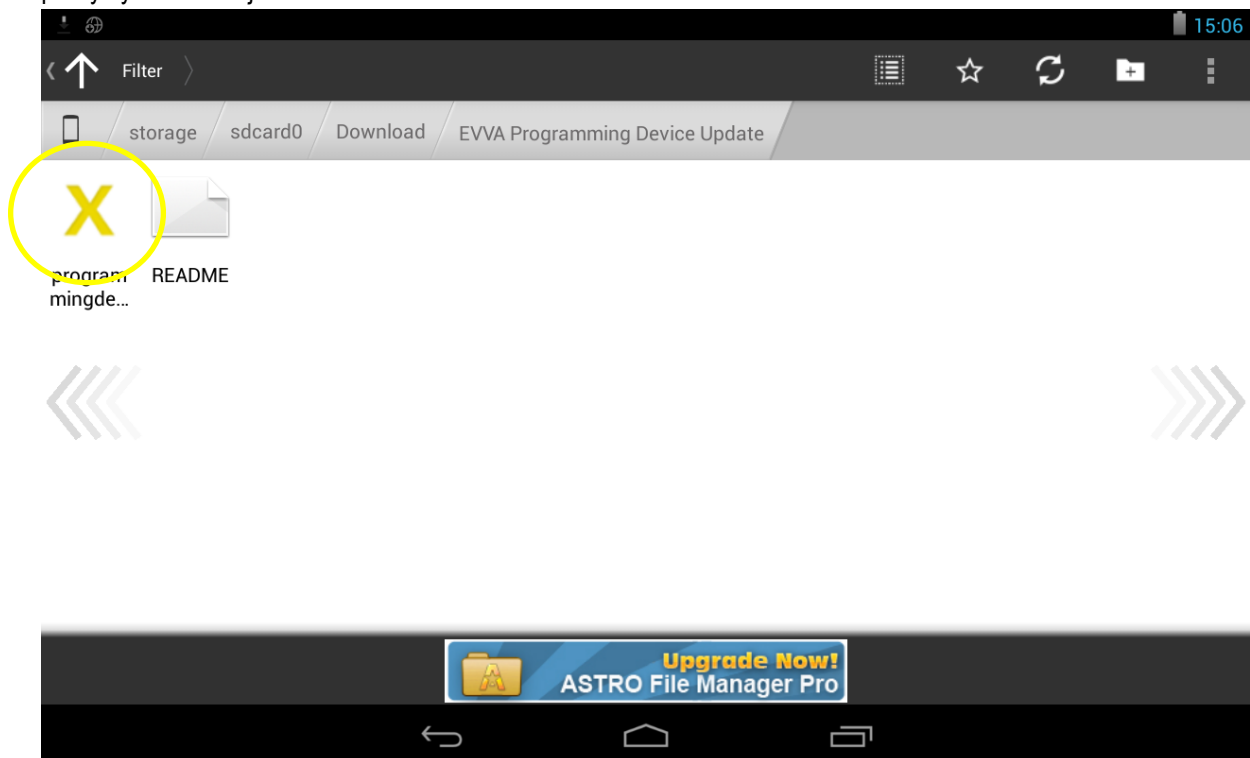 15:06
Filter
storage sdcard0 Download EVVA Programming Device Update
X
program README
mingde...
Upgrade Now!
A ASTRO File Manager Pro